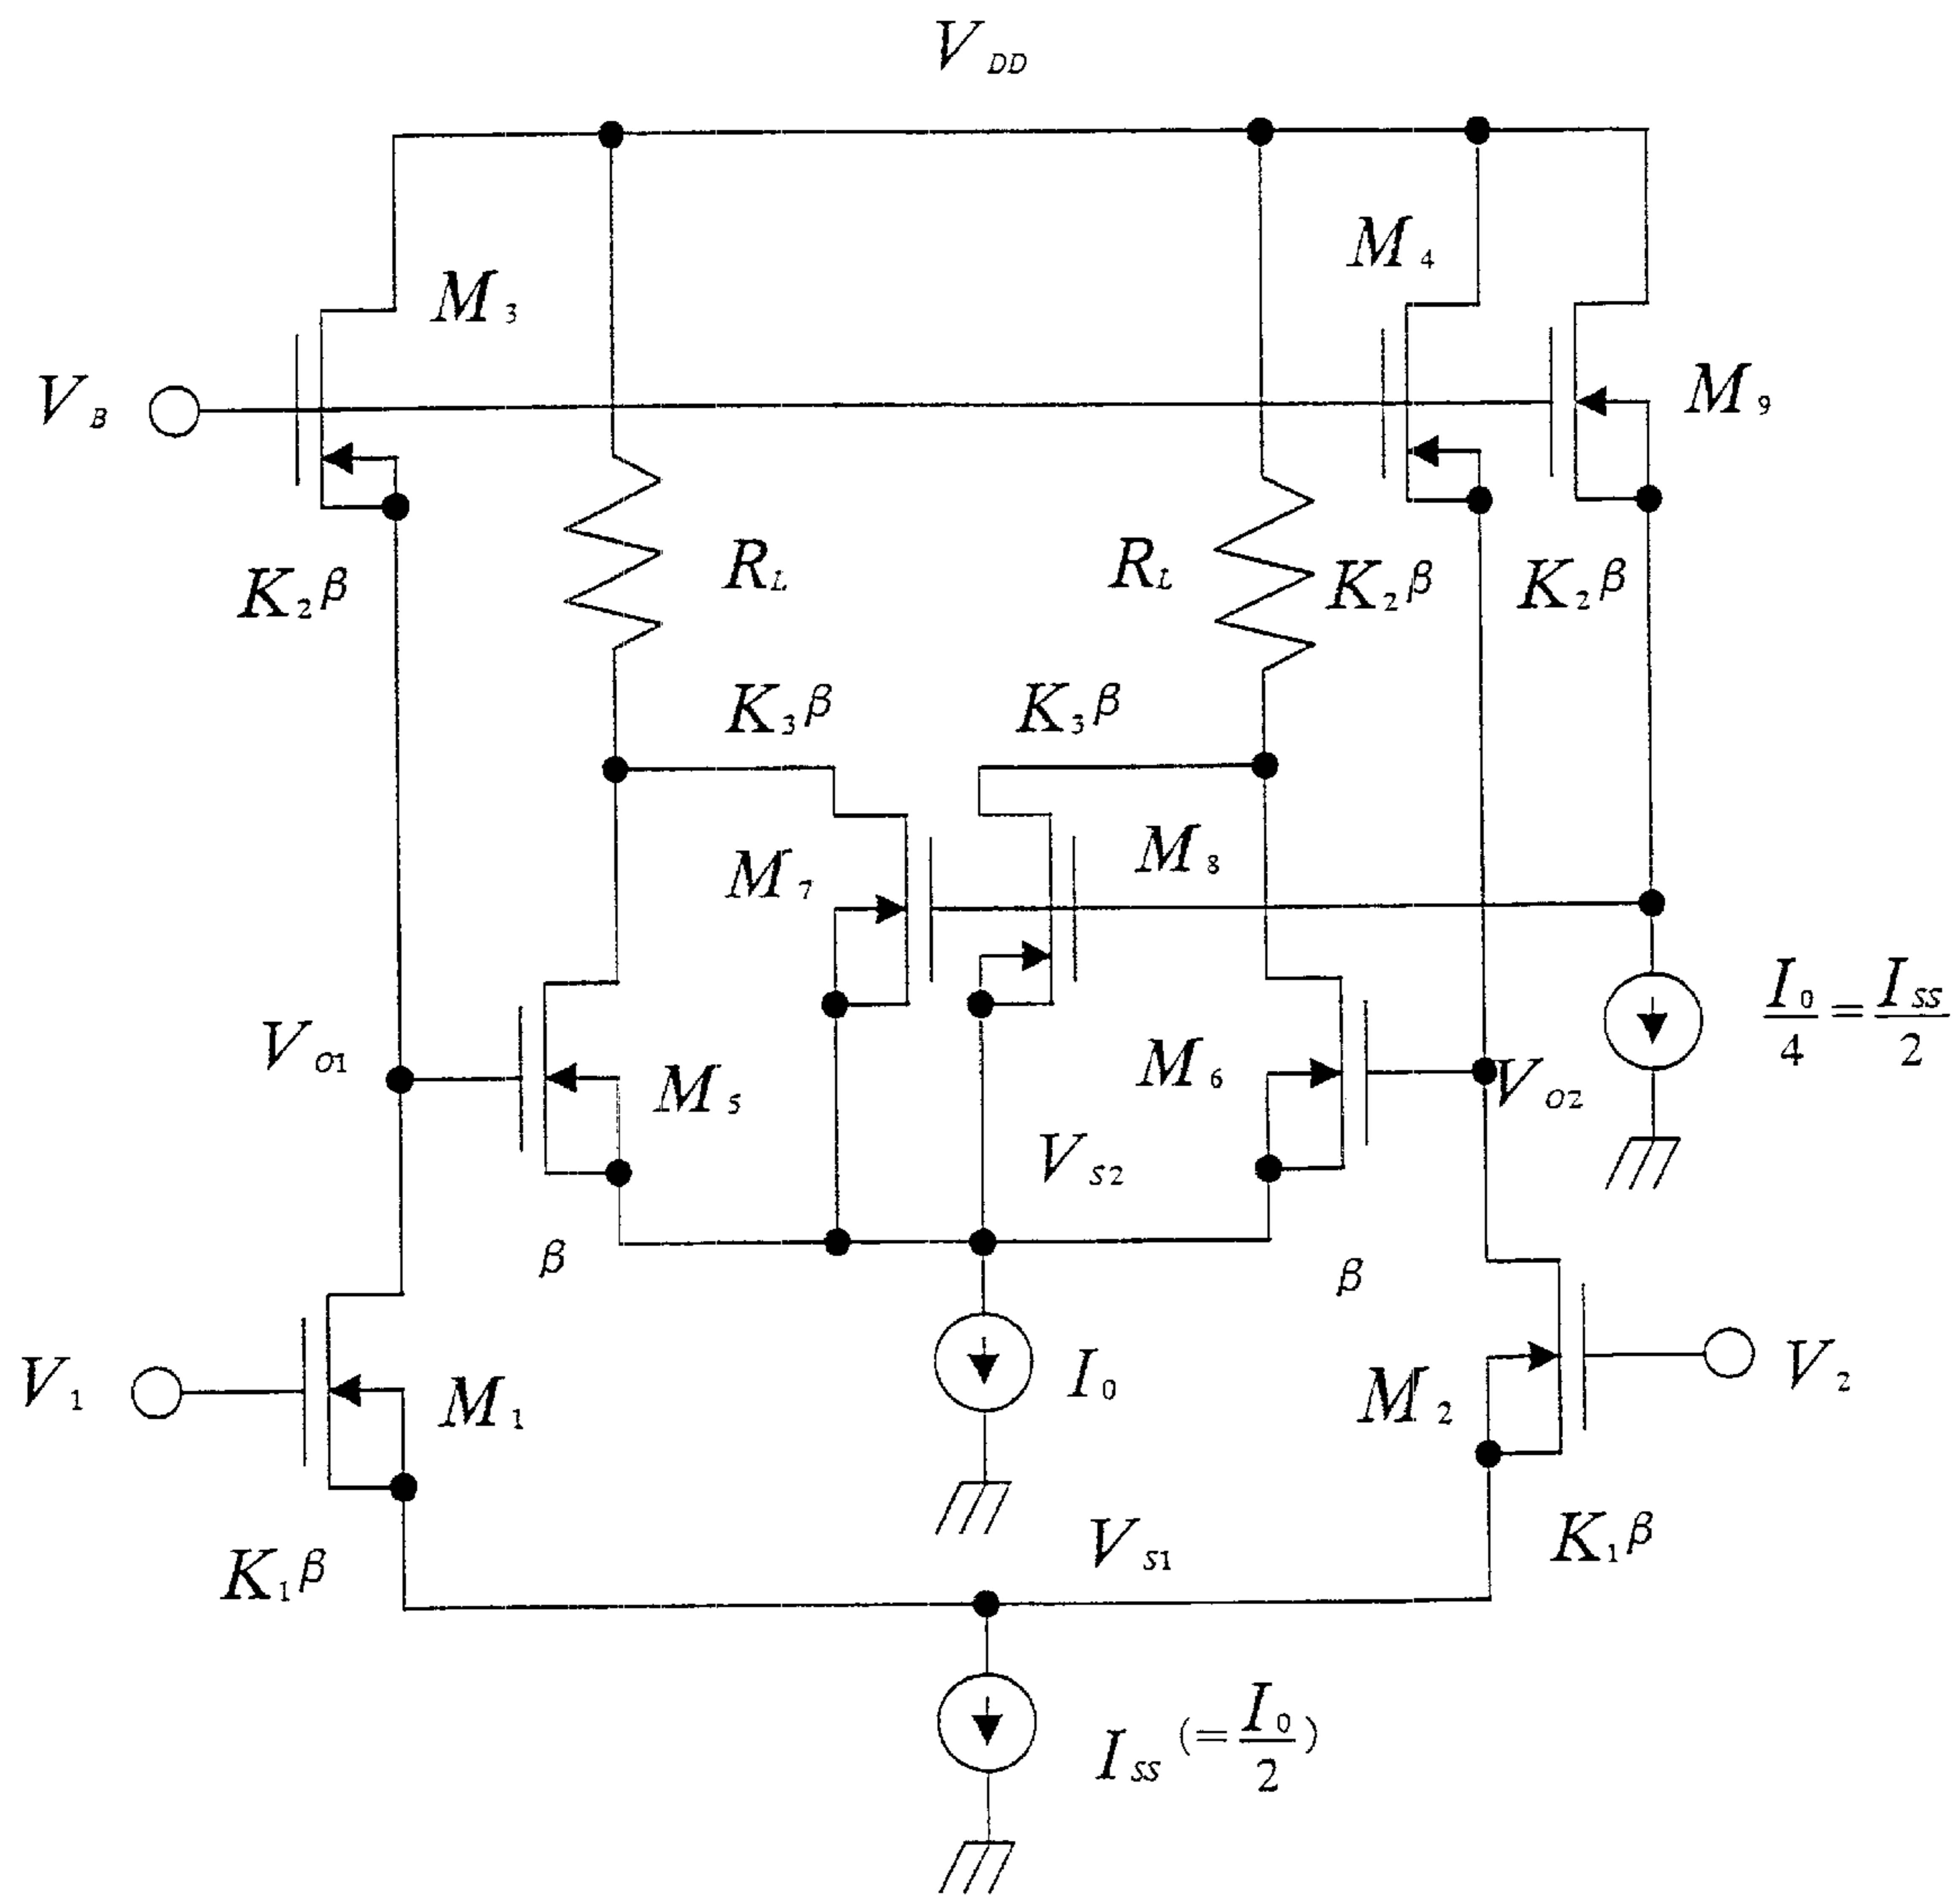 V_DD
M_3
M_4
V_B
M_9
K_2β
R_L
R_L
K_2β
K_2β
K_3β
K_3β
M_7
M_8
V_O1
M_5
M_6
V_O2
I_0/4 = I_SS/2
V_S2
β
β
V_1
M_1
I_0
M_2
V_2
K_1β
V_S1
K_1β
I_SS (= I_0/2)